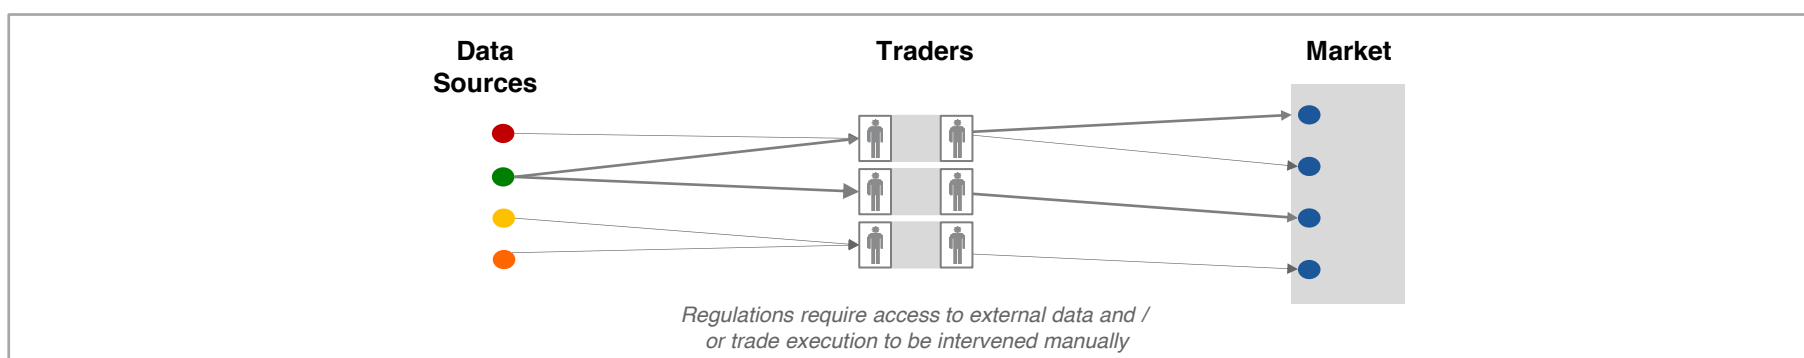 Data
Sources
Traders
Market
Regulations require access to external data and /
or trade execution to be intervened manually